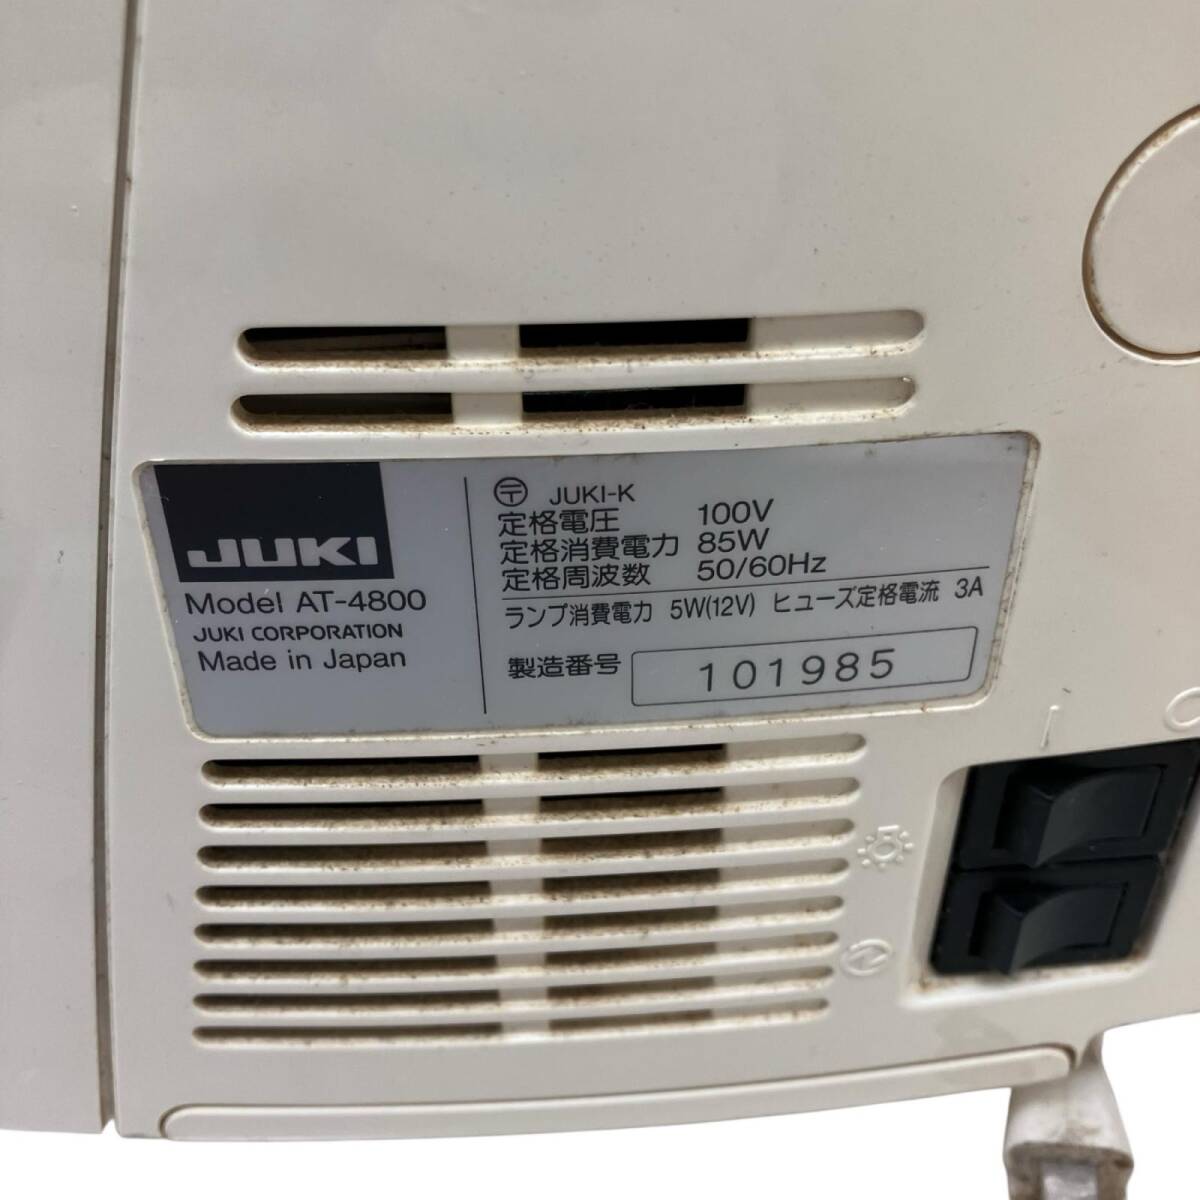 JUKI
Model AT-4800
JUKI CORPORATION
Made in Japan
〶 JUKI-K
定格電圧 100V
定格消費電力 85W
定格周波数 50/60Hz
ランプ消費電力 5W(12V) ヒューズ定格電流 3A
製造番号 101985